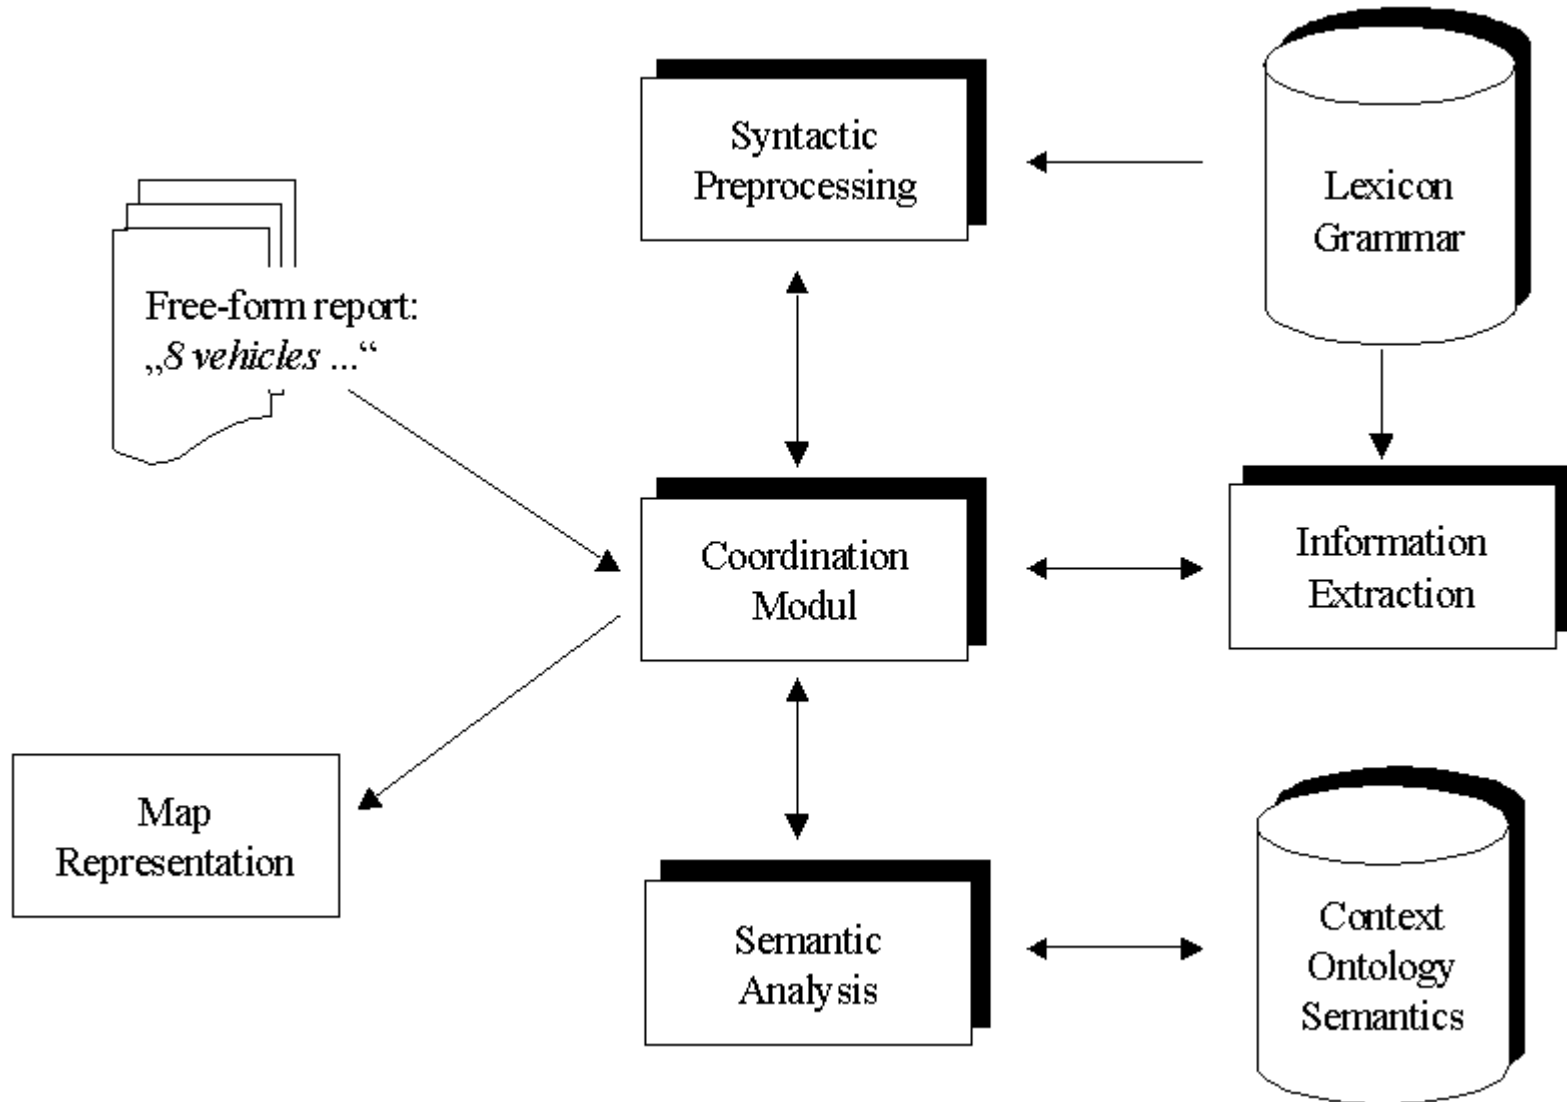 Syntactic
Preprocessing
Lexicon
Grammar
Free-form report:
„8 vehicles ...“
Coordination
Modul
Information
Extraction
Map
Representation
Semantic
Analysis
Context
Ontology
Semantics